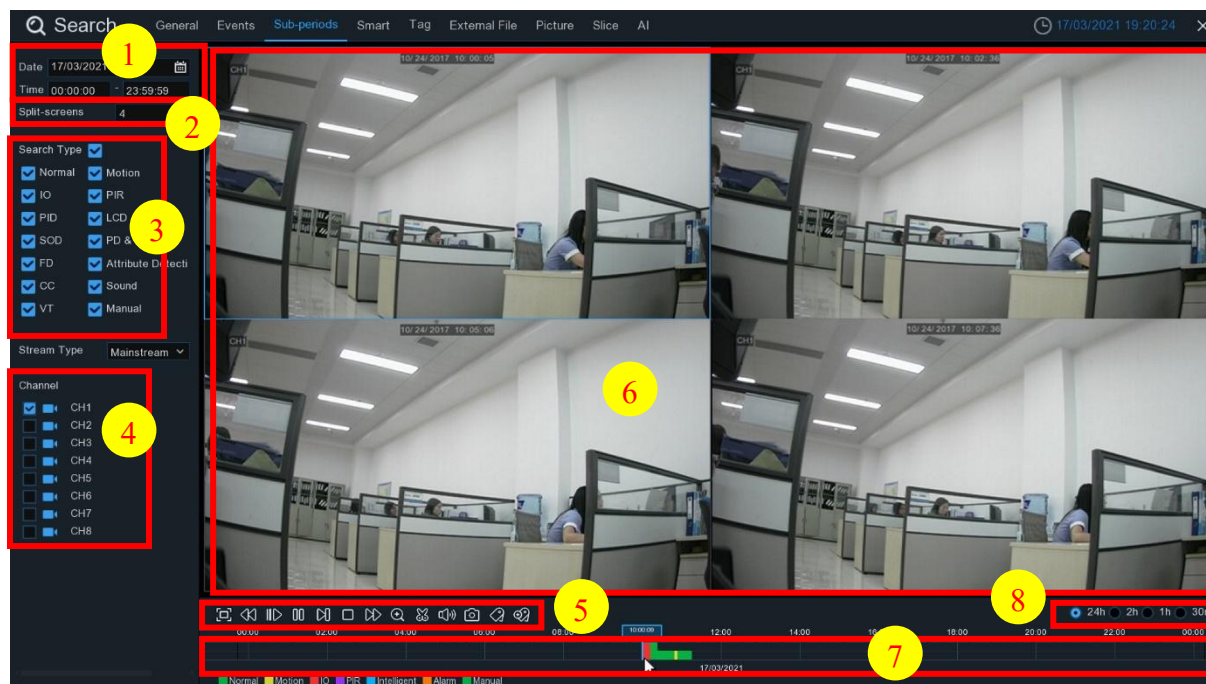 Search General Events Sub-periods Smart Tag External File Picture Slice AI 17/03/2021 19:20:24
1
Date 17/03/2021
Time 00:00:00 - 23:59:59
Split-screens 4
2
Search Type
Normal Motion
IO PIR
PID LCD
3
SOD PD &
FD Attribute Detecti
CC Sound
VT Manual
Stream Type Mainstream
Channel
CH1
CH2
4
CH3
CH4
CH5
CH6
CH7
CH8
CH1 10/24/2017 10:00:05
CH1 10/24/2017 10:02:36
CH1 10/24/2017 10:05:06
CH1 10/24/2017 10:07:36
6
5
8
24h 2h 1h 30m
00:00 02:00 04:00 06:00 08:00 10:00:09 12:00 14:00 16:00 18:00 20:00 22:00 00:00
7
17/03/2021
Normal Motion IO PIR Intelligent Alarm Manual